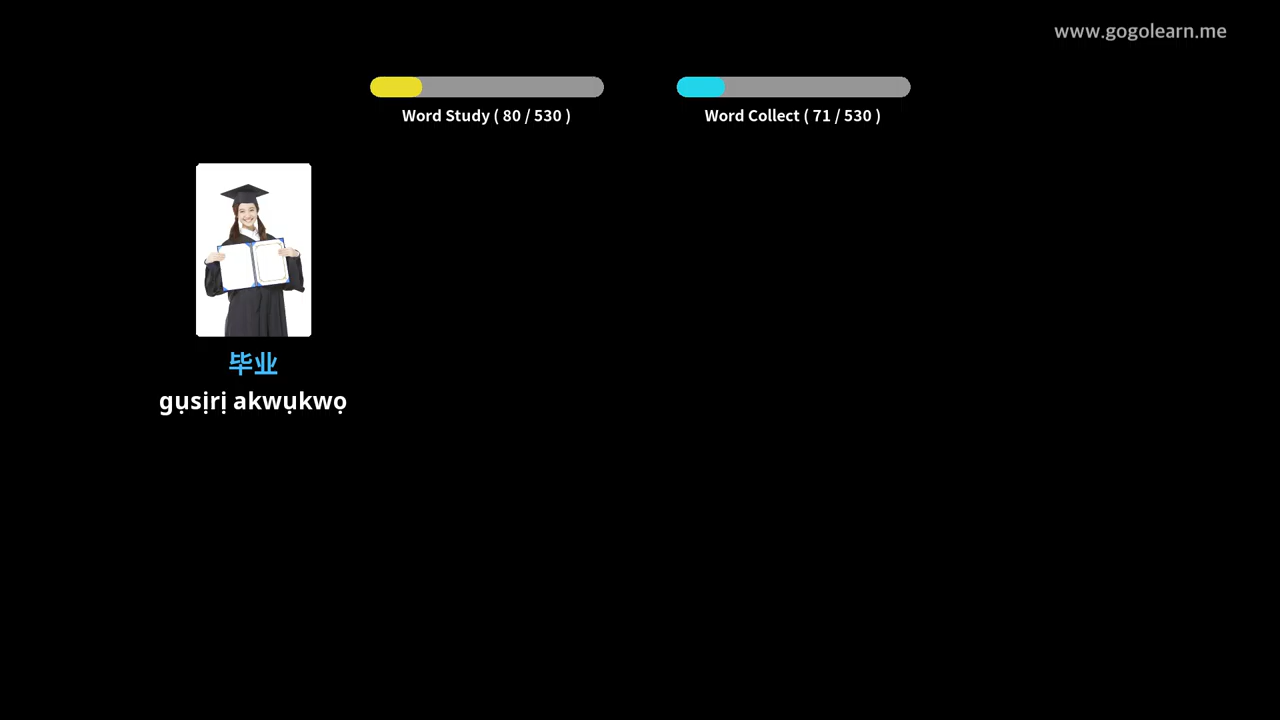 www.gogolearn.me
Word Study ( 80 / 530 )
Word Collect ( 71 / 530 )
毕业
gụsịrị akwụkwọ